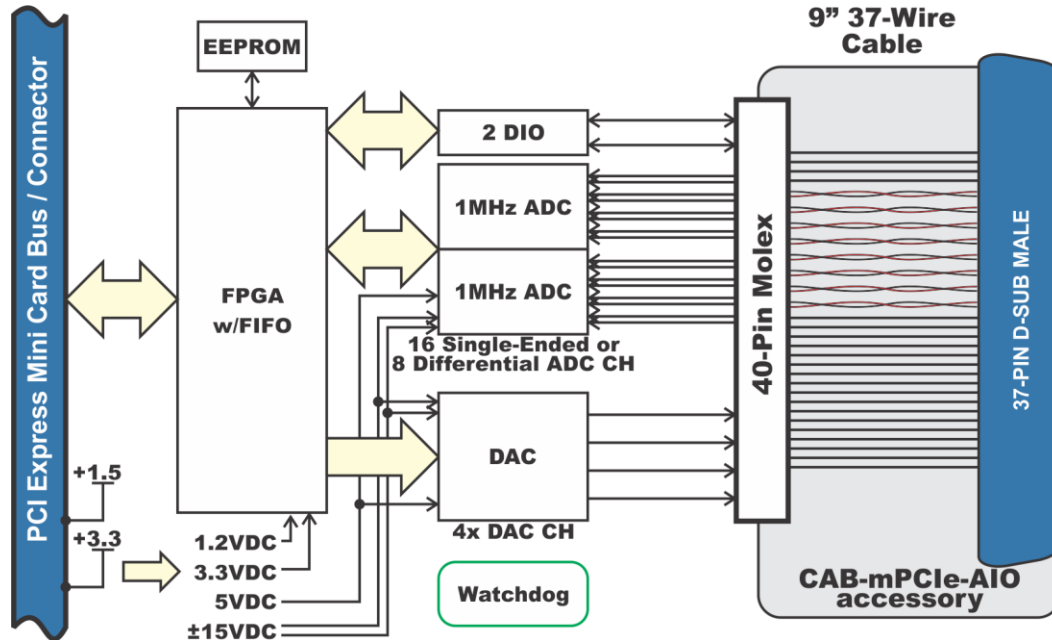 PCI Express Mini Card Bus / Connector
EEPROM
FPGA
w/FIFO
+1.5
+3.3
1.2VDC
3.3VDC
5VDC
±15VDC
2 DIO
1MHz ADC
1MHz ADC
16 Single-Ended or
8 Differential ADC CH
DAC
4x DAC CH
Watchdog
40-Pin Molex
9” 37-Wire
Cable
37-PIN D-SUB MALE
CAB-mPCIe-AIO
accessory